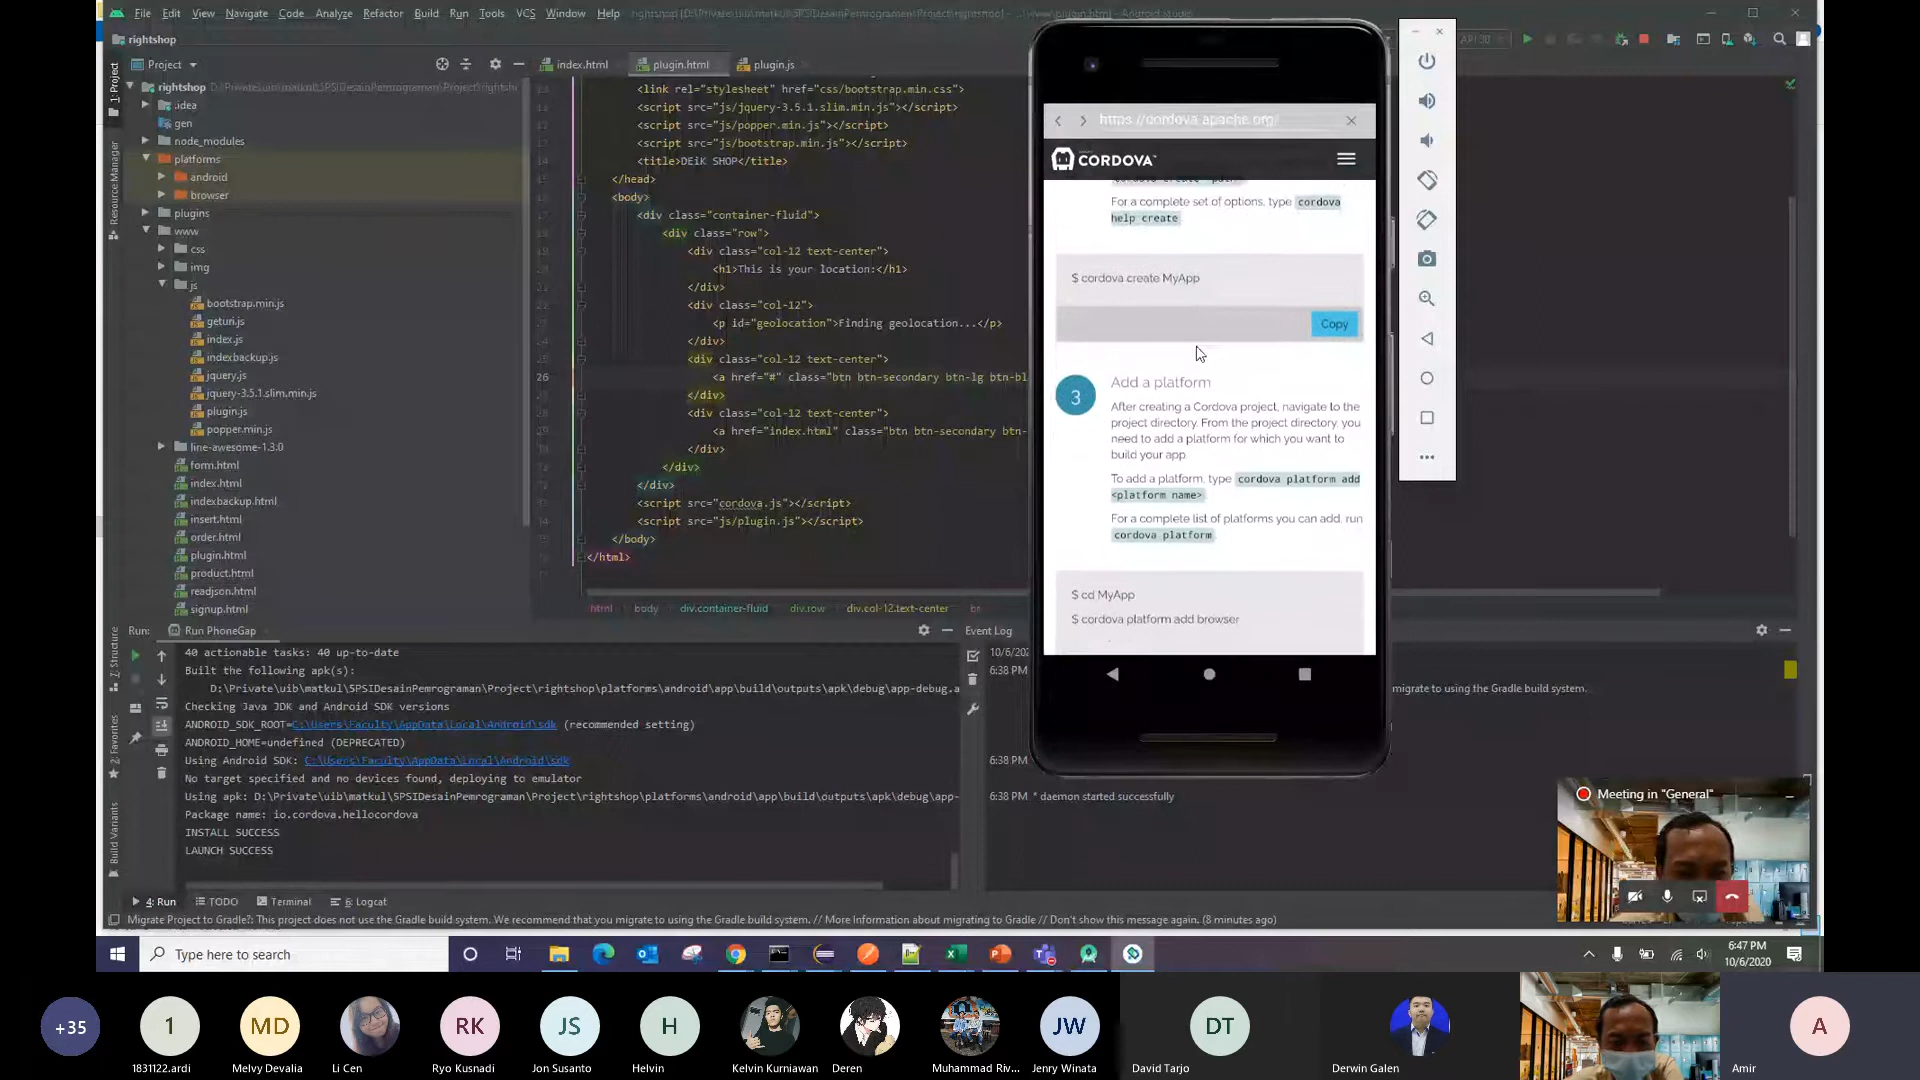 File Edit View Navigate Code Analyze Refactor Build Run Tools VCS Window Help
rightshop
Project
index.html
plugin.html
plugin.js
1: Project
Resource Manager
Z: Structure
2: Favorites
Build Variants
rightshop
.idea
gen
node_modules
platforms
android
browser
plugins
www
css
img
js
bootstrap.min.js
geturi.js
index.js
indexbackup.js
jquery.js
jquery-3.5.1.slim.min.js
plugin.js
popper.min.js
line-awesome-1.3.0
form.html
index.html
indexbackup.html
insert.html
order.html
plugin.html
product.html
readjson.html
signup.html
<link rel="stylesheet" href="css/bootstrap.min.css">
<script src="js/jquery-3.5.1.slim.min.js"></script>
<script src="js/popper.min.js"></script>
<script src="js/bootstrap.min.js"></script>
<title>DEiK SHOP</title>
</head>
<body>
<div class="container-fluid">
<div class="row">
<div class="col-12 text-center">
<h1>This is your location:</h1>
</div>
<div class="col-12">
<p id="geolocation">Finding geolocation...</p>
</div>
<div class="col-12 text-center">
26 <a href="#" class="btn btn-secondary btn-lg btn-bl
</div>
<div class="col-12 text-center">
<a href="index.html" class="btn btn-secondary btn-
</div>
</div>
</div>
<script src="cordova.js"></script>
<script src="js/plugin.js"></script>
</body>
</html>
html body div.container-fluid div.row div.col-12.text-center br
https://cordova.apache.org/
CORDOVA
For a complete set of options, type cordova
help create
$ cordova create MyApp
Copy
3
Add a platform
After creating a Cordova project, navigate to the
project directory. From the project directory, you
need to add a platform for which you want to
build your app.
To add a platform, type cordova platform add
<platform name>
For a complete list of platforms you can add, run
cordova platform
$ cd MyApp
$ cordova platform add browser
Run: Run PhoneGap
40 actionable tasks: 40 up-to-date
Built the following apk(s):
D:\Private\uib\matkul\5PSIDesainPemrograman\Project\rightshop\platforms\android\app\build\outputs\apk\debug\app-debug.a
Checking Java JDK and Android SDK versions
ANDROID_SDK_ROOT=C:\Users\Faculty\AppData\Local\Android\sdk (recommended setting)
ANDROID_HOME=undefined (DEPRECATED)
Using Android SDK: C:\Users\Faculty\AppData\Local\Android\sdk
No target specified and no devices found, deploying to emulator
Using apk: D:\Private\uib\matkul\5PSIDesainPemrograman\Project\rightshop\platforms\android\app\build\outputs\apk\debug\app-
Package name: io.cordova.hellocordova
INSTALL SUCCESS
LAUNCH SUCCESS
Event Log
6:38 PM
migrate to using the Gradle build system.
6:38 PM
6:38 PM * daemon started successfully
4: Run TODO Terminal 6: Logcat
Migrate Project to Gradle?: This project does not use the Gradle build system. We recommend that you migrate to using the Gradle build system. // More Information about migrating to Gradle // Don't show this message again. (8 minutes ago)
Meeting in "General"
Type here to search
6:47 PM
10/6/2020
+35
1
MD
RK
JS
H
JW
DT
A
1831122.ardi
Melvy Devalia
Li Cen
Ryo Kusnadi
Jon Susanto
Helvin
Kelvin Kurniawan
Deren
Muhammad Riv...
Jenry Winata
David Tarjo
Derwin Galen
Amir